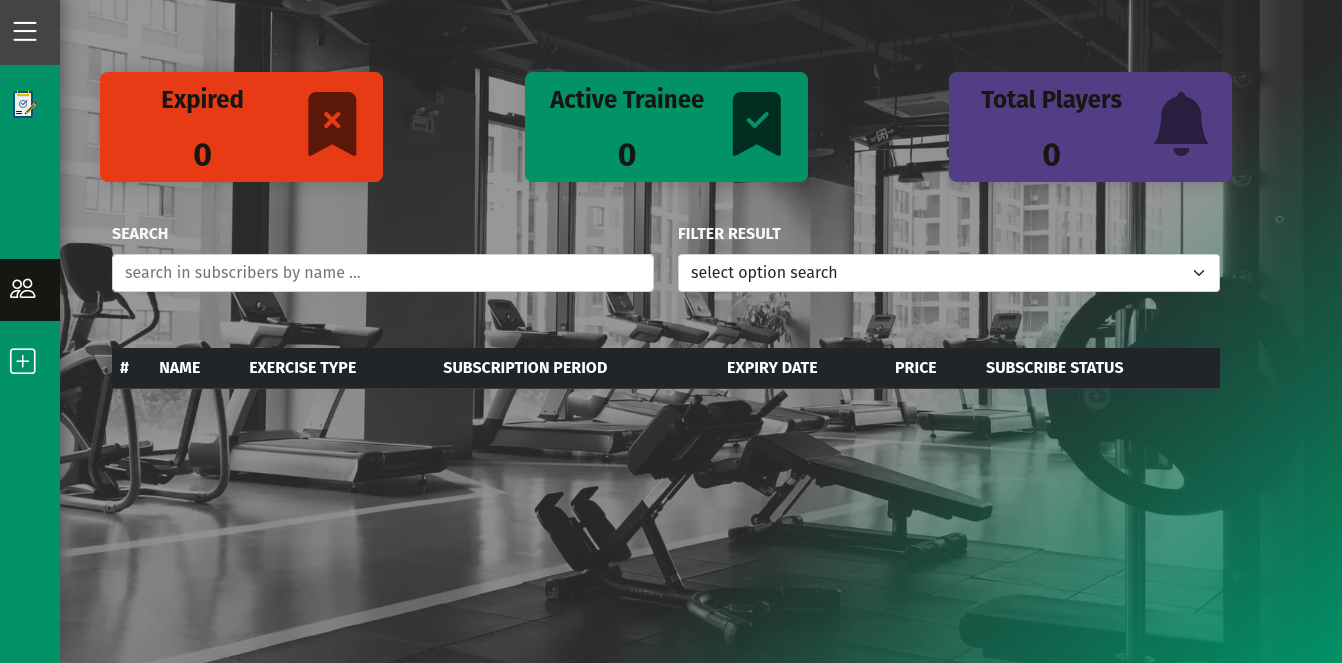 Expired
0
Active Trainee
0
Total Players
0
SEARCH
search in subscribers by name ...
FILTER RESULT
select option search
# NAME EXERCISE TYPE SUBSCRIPTION PERIOD EXPIRY DATE PRICE SUBSCRIBE STATUS